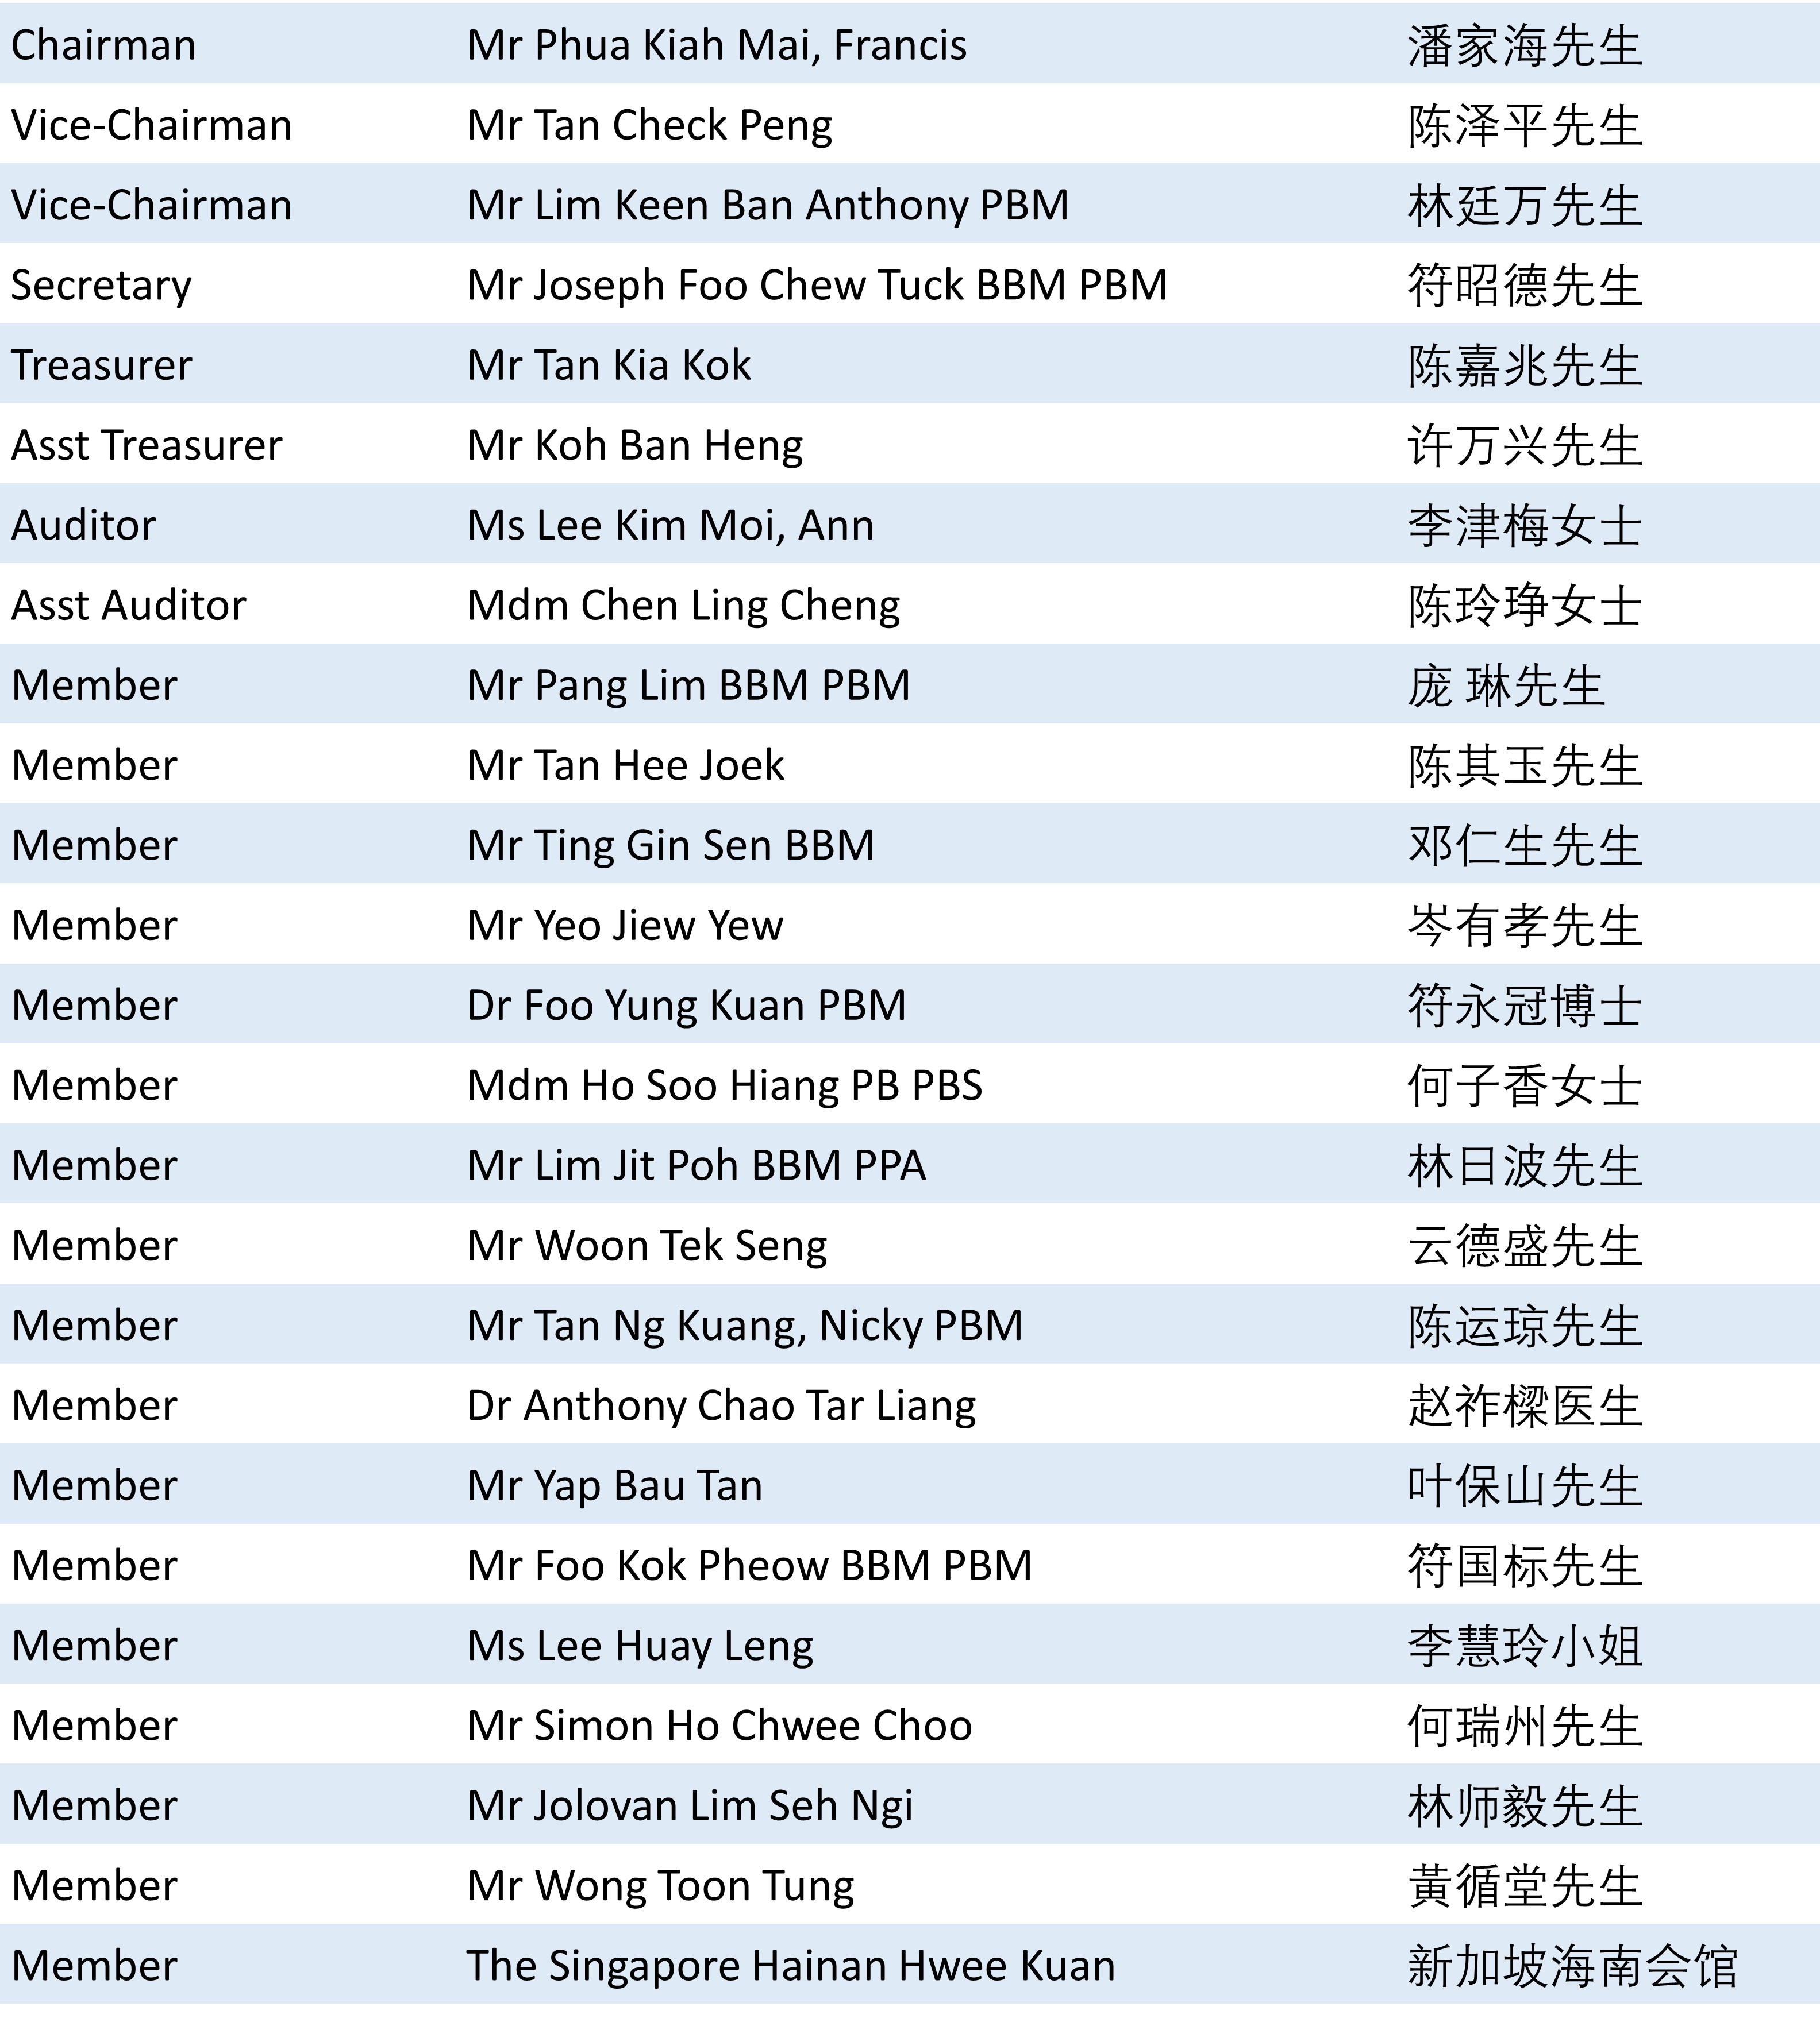 Chairman Mr Phua Kiah Mai, Francis 潘家海先生
Vice-Chairman Mr Tan Check Peng 陈泽平先生
Vice-Chairman Mr Lim Keen Ban Anthony PBM 林廷万先生
Secretary Mr Joseph Foo Chew Tuck BBM PBM 符昭德先生
Treasurer Mr Tan Kia Kok 陈嘉兆先生
Asst Treasurer Mr Koh Ban Heng 许万兴先生
Auditor Ms Lee Kim Moi, Ann 李津梅女士
Asst Auditor Mdm Chen Ling Cheng 陈玲琤女士
Member Mr Pang Lim BBM PBM 庞 琳先生
Member Mr Tan Hee Joek 陈其玉先生
Member Mr Ting Gin Sen BBM 邓仁生先生
Member Mr Yeo Jiew Yew 岑有孝先生
Member Dr Foo Yung Kuan PBM 符永冠博士
Member Mdm Ho Soo Hiang PB PBS 何子香女士
Member Mr Lim Jit Poh BBM PPA 林日波先生
Member Mr Woon Tek Seng 云德盛先生
Member Mr Tan Ng Kuang, Nicky PBM 陈运琼先生
Member Dr Anthony Chao Tar Liang 赵祚樑医生
Member Mr Yap Bau Tan 叶保山先生
Member Mr Foo Kok Pheow BBM PBM 符国标先生
Member Ms Lee Huay Leng 李慧玲小姐
Member Mr Simon Ho Chwee Choo 何瑞州先生
Member Mr Jolovan Lim Seh Ngi 林师毅先生
Member Mr Wong Toon Tung 黄循堂先生
Member The Singapore Hainan Hwee Kuan 新加坡海南会馆